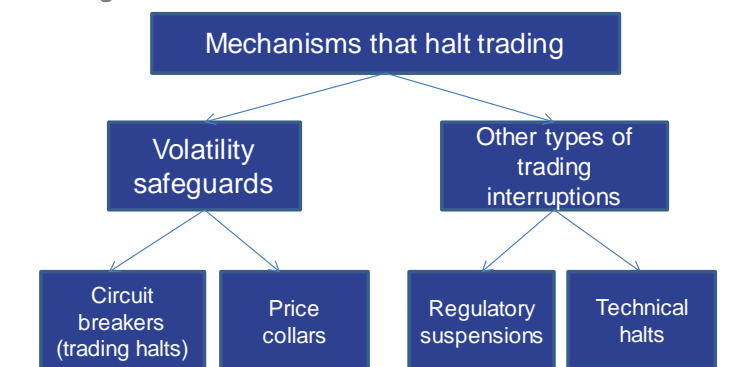 Mechanisms that halt trading
Volatility
safeguards
Other types of
trading
interruptions
Circuit
breakers
(trading halts)
Price
collars
Regulatory
suspensions
Technical
halts